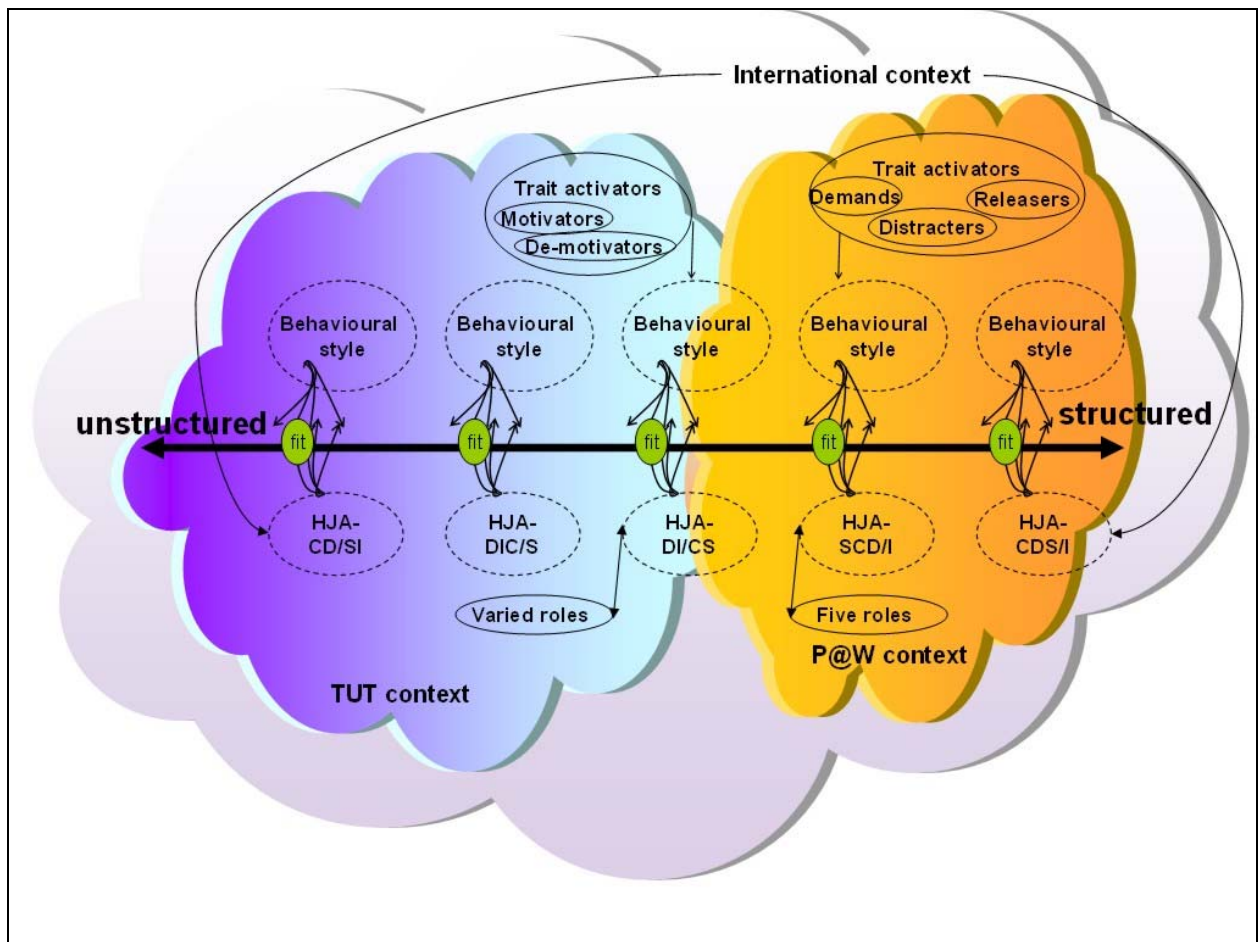 International context
Trait activators
Motivators
De-motivators
Trait activators
Demands
Releasers
Distracters
Behavioural
style
Behavioural
style
Behavioural
style
Behavioural
style
Behavioural
style
unstructured
structured
fit
fit
fit
fit
fit
HJA-
CD/SI
HJA-
DIC/S
HJA-
DI/CS
HJA-
SCD/I
HJA-
CDS/I
Varied roles
Five roles
P@W context
TUT context